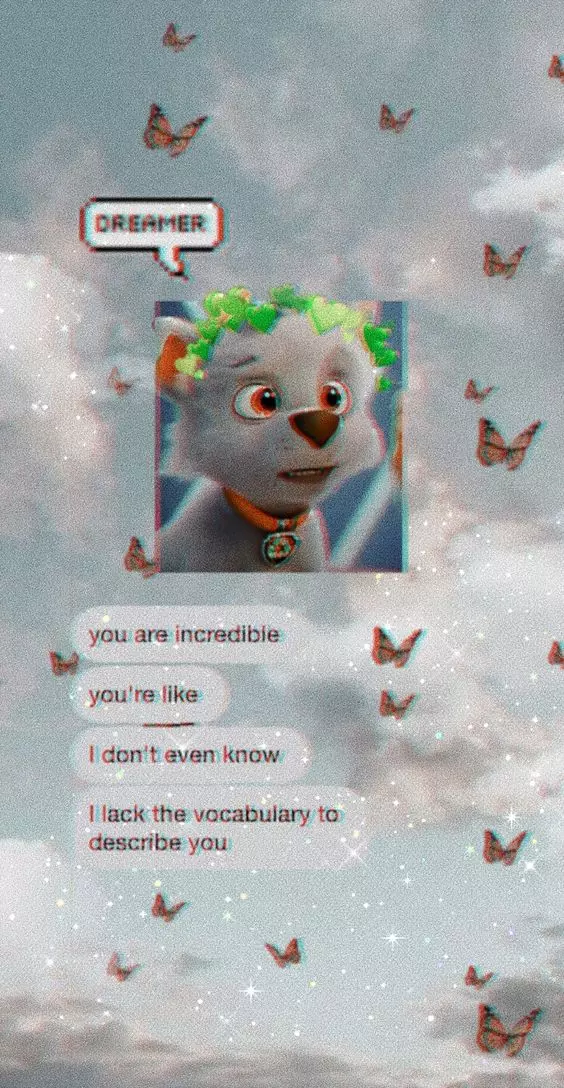 DREAMER
you are incredible
you're like
I don't even know
I lack the vocabulary to
describe you